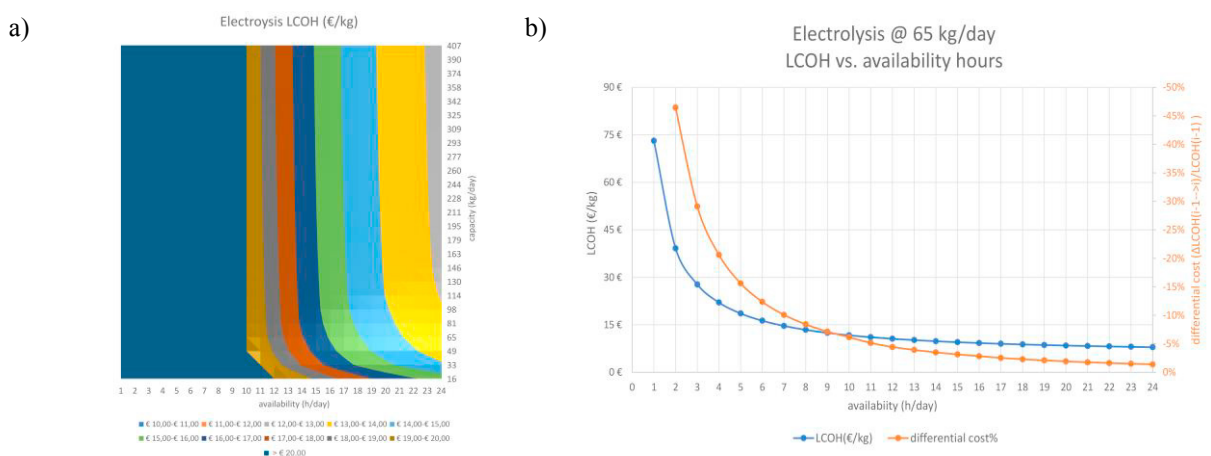 a)
Electroysis LCOH (€/kg)
407
390
374
358
342
325
309
293
277
260
244
228
211
195
179
163
146
130
114
98
81
65
49
33
16
capacity (kg/day)
1 2 3 4 5 6 7 8 9 10 11 12 13 14 15 16 17 18 19 20 21 22 23 24
availability (h/day)
€ 10,00-€ 11,00 € 11,00-€ 12,00 € 12,00-€ 13,00 € 13,00-€ 14,00 € 14,00-€ 15,00
€ 15,00-€ 16,00 € 16,00-€ 17,00 € 17,00-€ 18,00 € 18,00-€ 19,00 € 19,00-€ 20,00
> € 20,00
b)
Electrolysis @ 65 kg/day
LCOH vs. availability hours
90 €
75 €
60 €
45 €
30 €
15 €
0 €
LCOH (€/kg)
-50%
-45%
-40%
-35%
-30%
-25%
-20%
-15%
-10%
-5%
0%
differential cost (ΔLCOH(i-1-->i)/LCOH(i-1) )
0 1 2 3 4 5 6 7 8 9 10 11 12 13 14 15 16 17 18 19 20 21 22 23 24
availabiity (h/day)
LCOH(€/kg) differential cost%